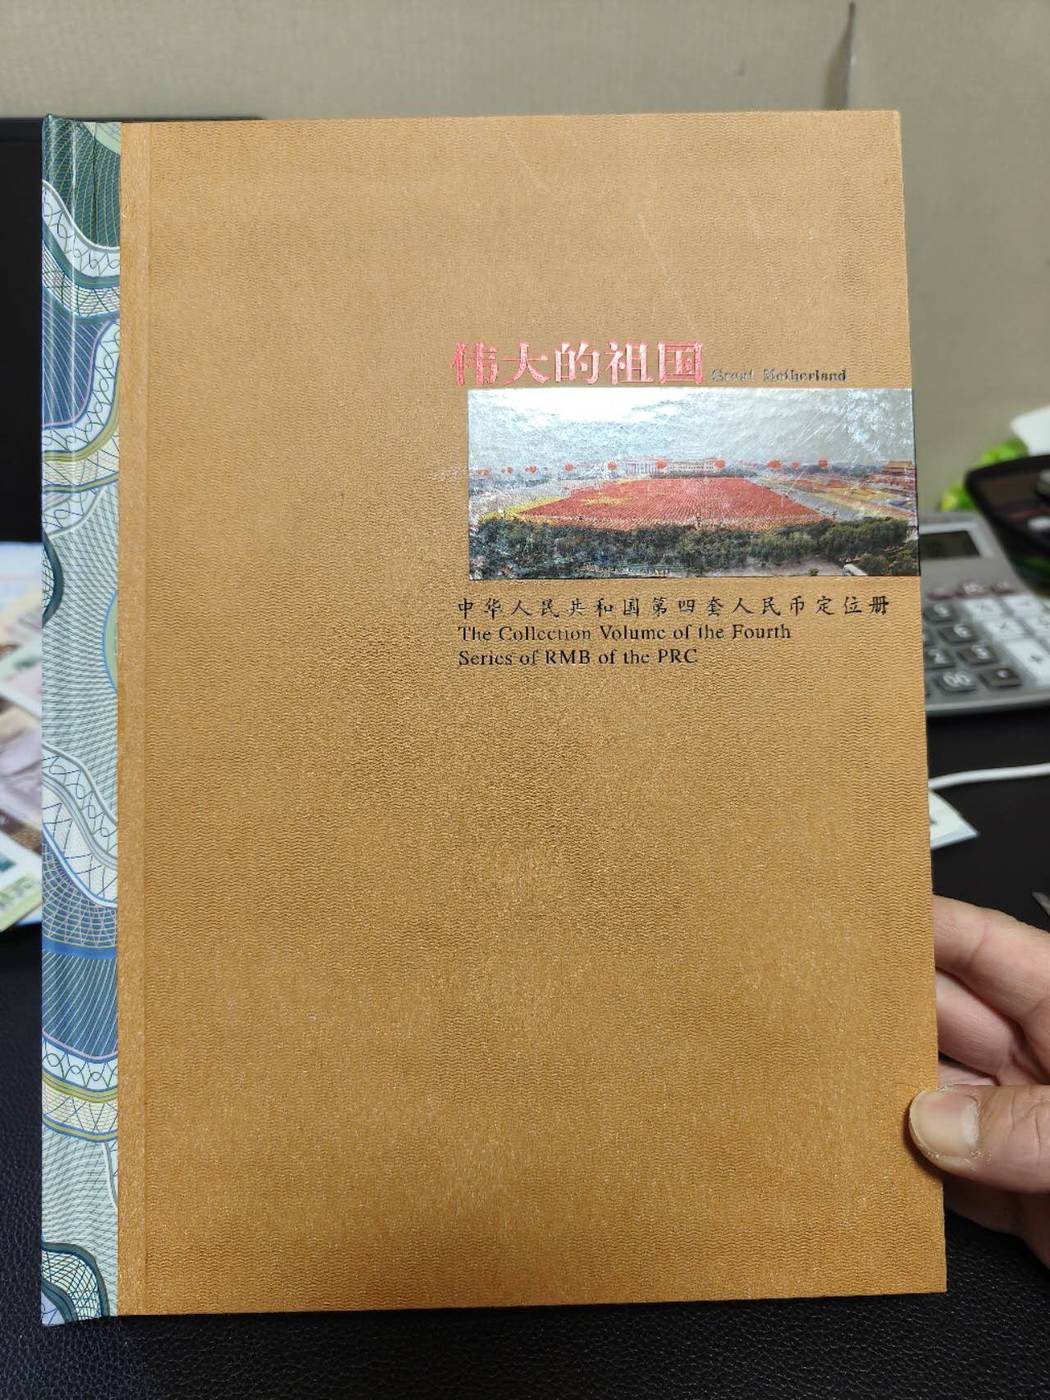 伟大的祖国 Great Motherland
中华人民共和国第四套人民币定位册
The Collection Volume of the Fourth
Series of RMB of the PRC